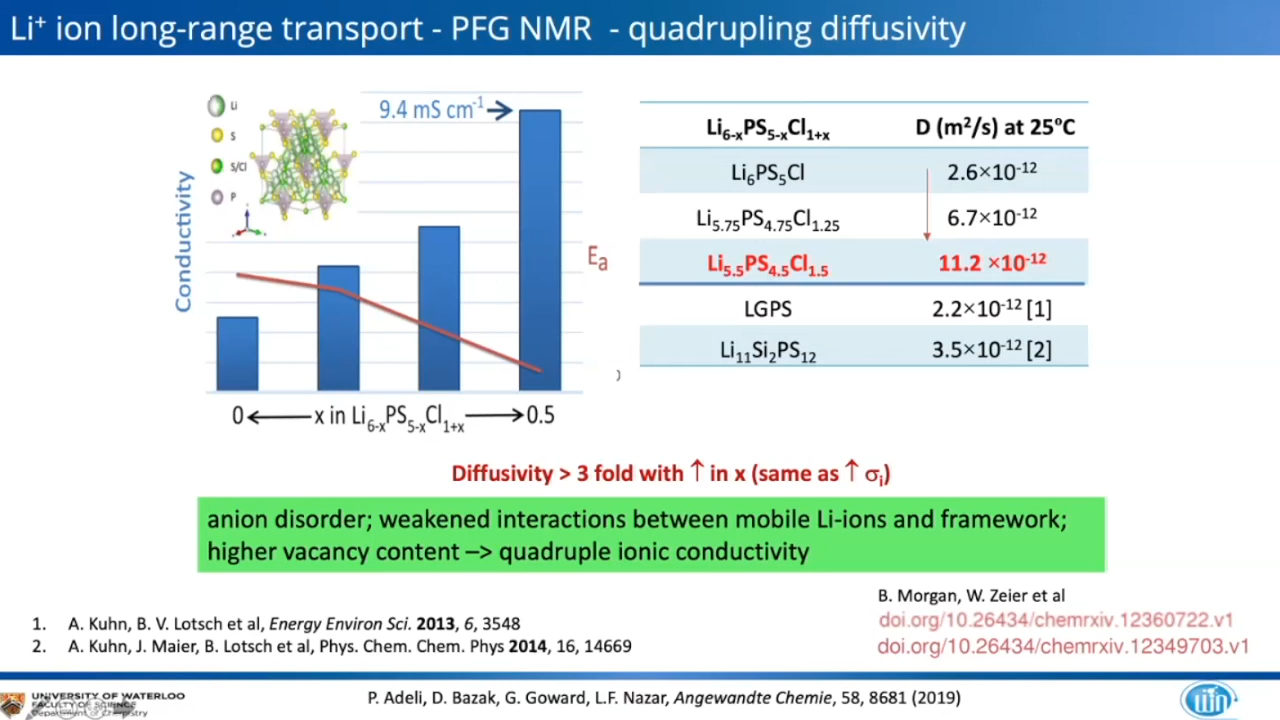 Li⁺ ion long-range transport - PFG NMR - quadrupling diffusivity
Li
S
S/Cl
P
9.4 mS cm⁻¹
Conductivity
Eₐ
0 x in Li₆₋ₓPS₅₋ₓCl₁₊ₓ 0.5
Li₆₋ₓPS₅₋ₓCl₁₊ₓ D (m²/s) at 25°C
Li₆PS₅Cl 2.6×10⁻¹²
Li₅.₇₅PS₄.₇₅Cl₁.₂₅ 6.7×10⁻¹²
Li₅.₅PS₄.₅Cl₁.₅ 11.2 ×10⁻¹²
LGPS 2.2×10⁻¹² [1]
Li₁₁Si₂PS₁₂ 3.5×10⁻¹² [2]
Diffusivity > 3 fold with ↑ in x (same as ↑ σᵢ)
anion disorder; weakened interactions between mobile Li-ions and framework;
higher vacancy content –> quadruple ionic conductivity
B. Morgan, W. Zeier et al
doi.org/10.26434/chemrxiv.12360722.v1
doi.org/10.26434/chemrxiv.12349703.v1
1. A. Kuhn, B. V. Lotsch et al, Energy Environ Sci. 2013, 6, 3548
2. A. Kuhn, J. Maier, B. Lotsch et al, Phys. Chem. Chem. Phys 2014, 16, 14669
UNIVERSITY OF WATERLOO
FACULTY OF SCIENCE
Department of Chemistry
P. Adeli, D. Bazak, G. Goward, L.F. Nazar, Angewandte Chemie, 58, 8681 (2019)